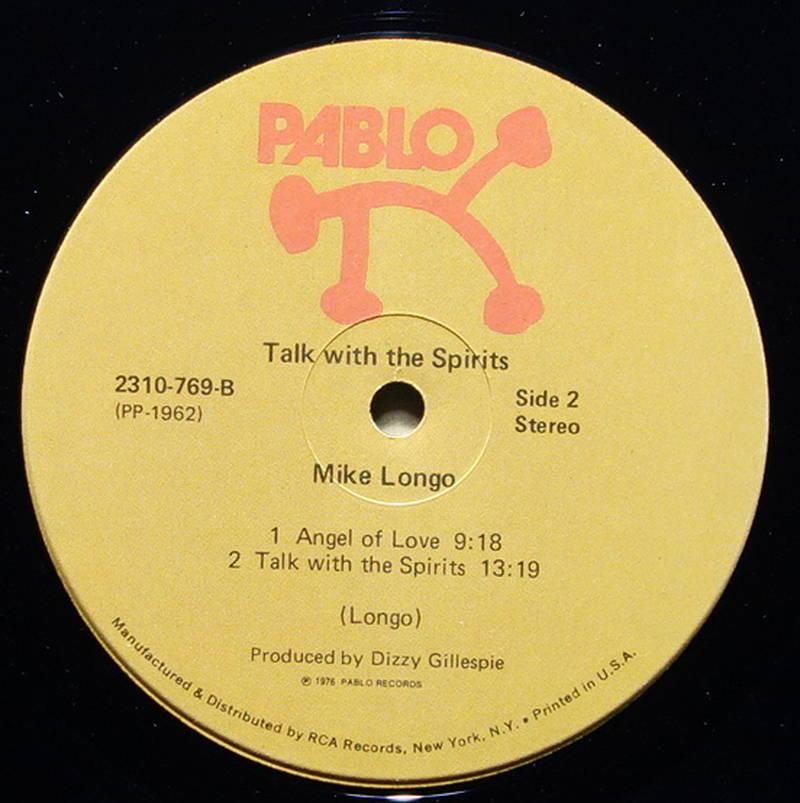 PABLO
Talk with the Spirits
2310-769-B
(PP-1962)
Side 2
Stereo
Mike Longo
1 Angel of Love 9:18
2 Talk with the Spirits 13:19
(Longo)
Produced by Dizzy Gillespie
℗ 1976 PABLO RECORDS
Manufactured & Distributed by RCA Records, New York, N.Y. • Printed in U.S.A.